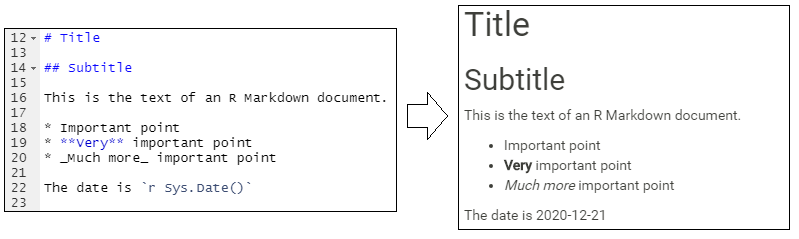 12 # Title
13
14 ## Subtitle
15
16 This is the text of an R Markdown document.
17
18 * Important point
19 * **Very** important point
20 * _Much more_ important point
21
22 The date is `r Sys.Date()`
23
Title
Subtitle
This is the text of an R Markdown document.
• Important point
• Very important point
• Much more important point
The date is 2020-12-21